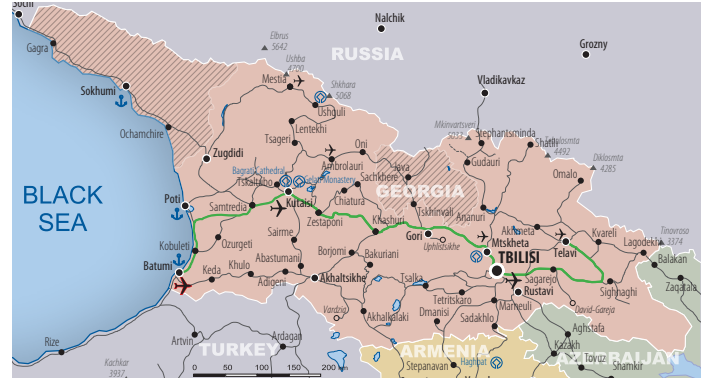 Sochi
Nalchik
Elbrus
5642
RUSSIA
Grozny
Gagra
Ushba
4700
Mestia
Shkhara
5068
Vladikavkaz
Sokhumi
Ushguli
Ochamchire
Lentekhi
Mkinvartsveri
5033
Stephantsminda
Tsageri
Oni
Shatili
Tebulosmta
4492
Zugdidi
Ambrolauri
Gudauri
Diklosmta
4285
Bagrati Cathedral
Gelati Monastery
Sachkhere
Java
Omalo
Tskaltubo
GEORGIA
BLACK
SEA
Poti
Kutaisi
Chiatura
Samtredia
Zestaponi
Tskhinvali
Ananuri
Khashuri
Gori
Akhmeta
Kvareli
Kobuleti
Ozurgeti
Sairme
Uplistsikhe
Mtskheta
Telavi
Lagodekhi
Tinovroso
3374
Borjomi
Bakuriani
TBILISI
Balakan
Batumi
Keda
Khulo
Abastumani
Adigeni
Akhaltsikhe
Tsalka
Sagarejo
Sighnaghi
Zagatala
Rustavi
Tetritskaro
Marneuli
David-Gareja
Vardzia
Akhalkalaki
Dmanisi
Sadakhlo
Aghstafa
Rize
Artvin
Ardagan
TURKEY
ARMENIA
Kazakh
AZERBAIJAN
Tovuz
Kachkar
3937
Stepanavan
Haghpat
Shamkir
0
50
100
150
200 km